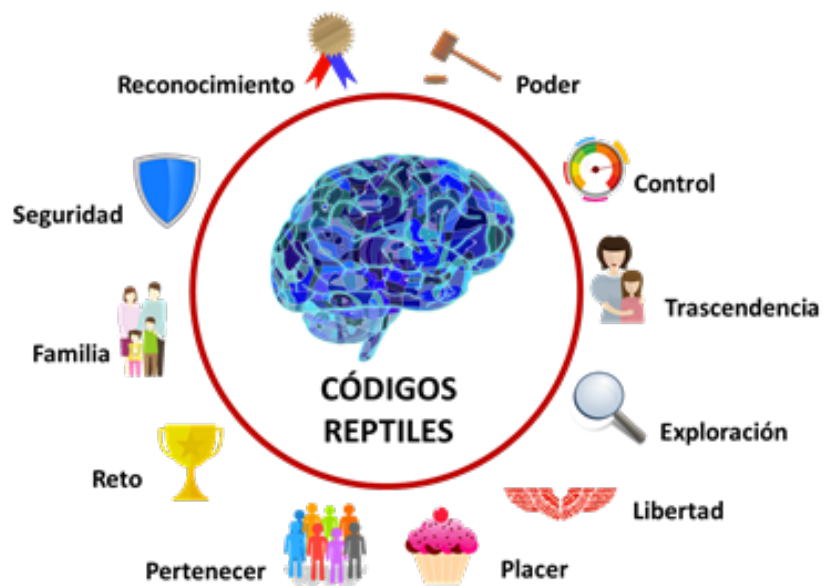 Reconocimiento
Poder
Seguridad
Control
Familia
Trascendencia
CÓDIGOS
REPTILES
Exploración
Reto
Libertad
Pertenecer
Placer